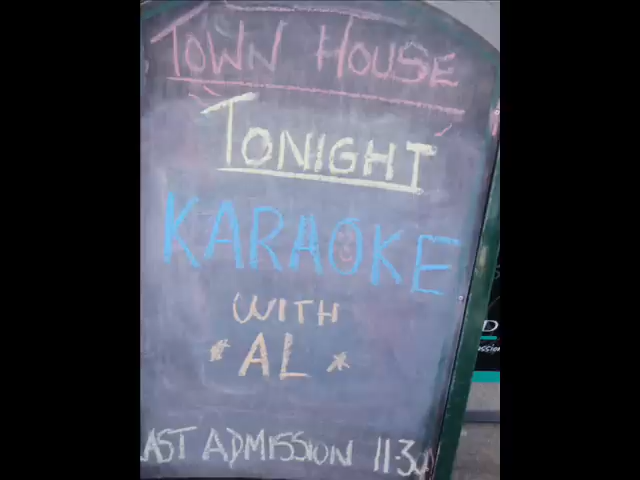 TOWN HOUSE
TONIGHT
KARAOKE
WITH
* AL *
AST ADMISSION 11:30
D